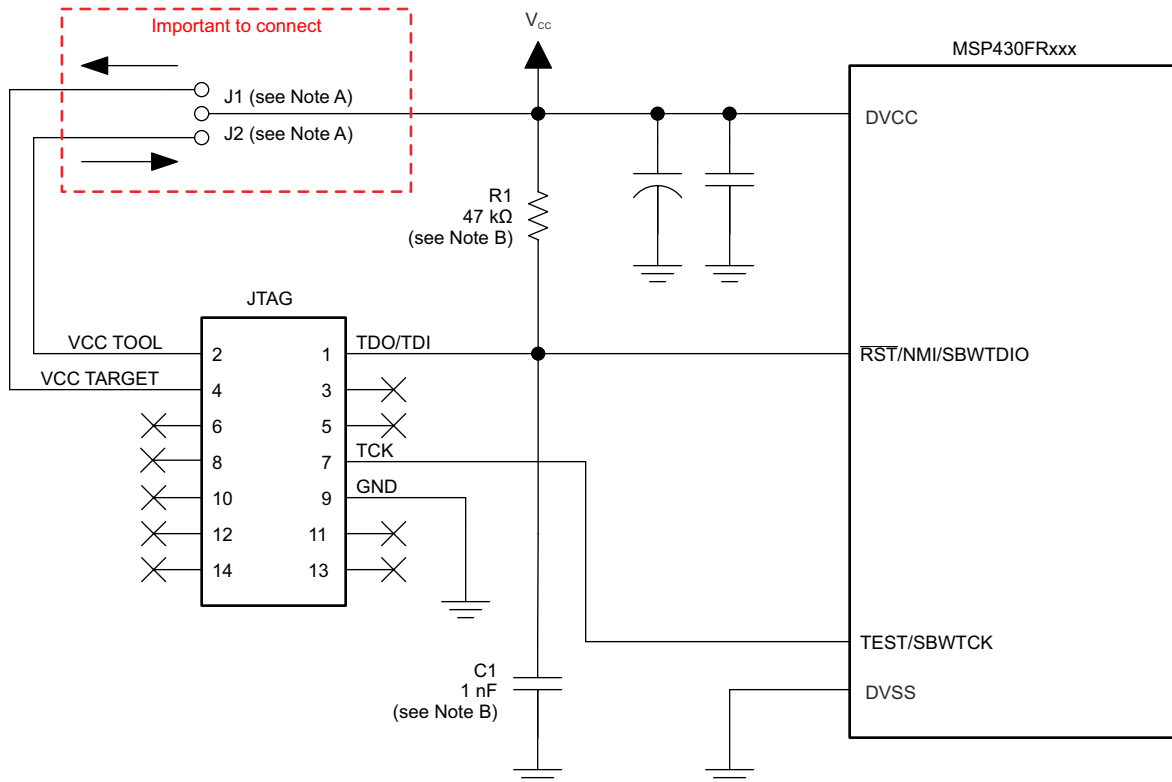 Important to connect
VCC
MSP430FRxxx
J1 (see Note A)
J2 (see Note A)
DVCC
R1
47 kΩ
(see Note B)
JTAG
VCC TOOL
2
1
TDO/TDI
RST/NMI/SBWTDIO
VCC TARGET
4
3
6
5
8
7
TCK
10
9
GND
12
11
14
13
TEST/SBWTCK
C1
1 nF
(see Note B)
DVSS